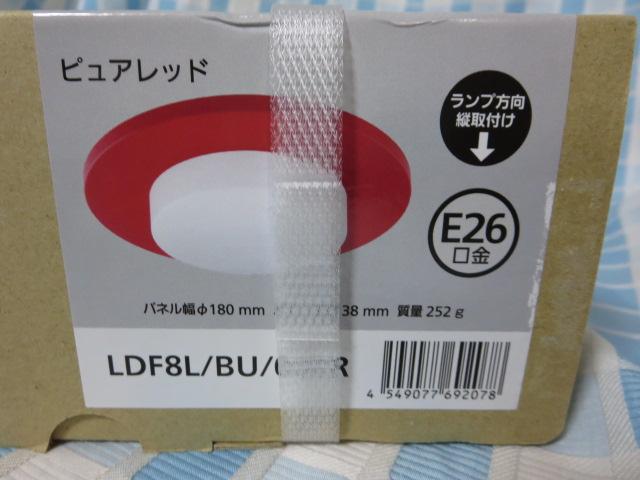 ピュアレッド
ランプ方向
縦取付け
E26
口金
パネル幅φ180 mm 38 mm 質量 252 g
LDF8L/BU/ R
4 549077 692078